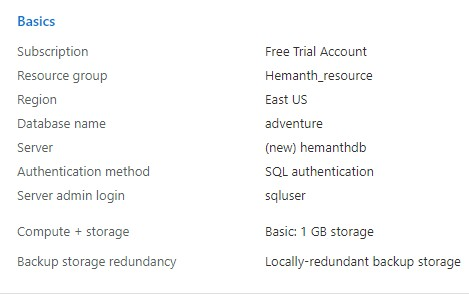 Basics
Subscription Free Trial Account
Resource group Hemanth_resource
Region East US
Database name adventure
Server (new) hemanthdb
Authentication method SQL authentication
Server admin login sqluser
Compute + storage Basic: 1 GB storage
Backup storage redundancy Locally-redundant backup storage